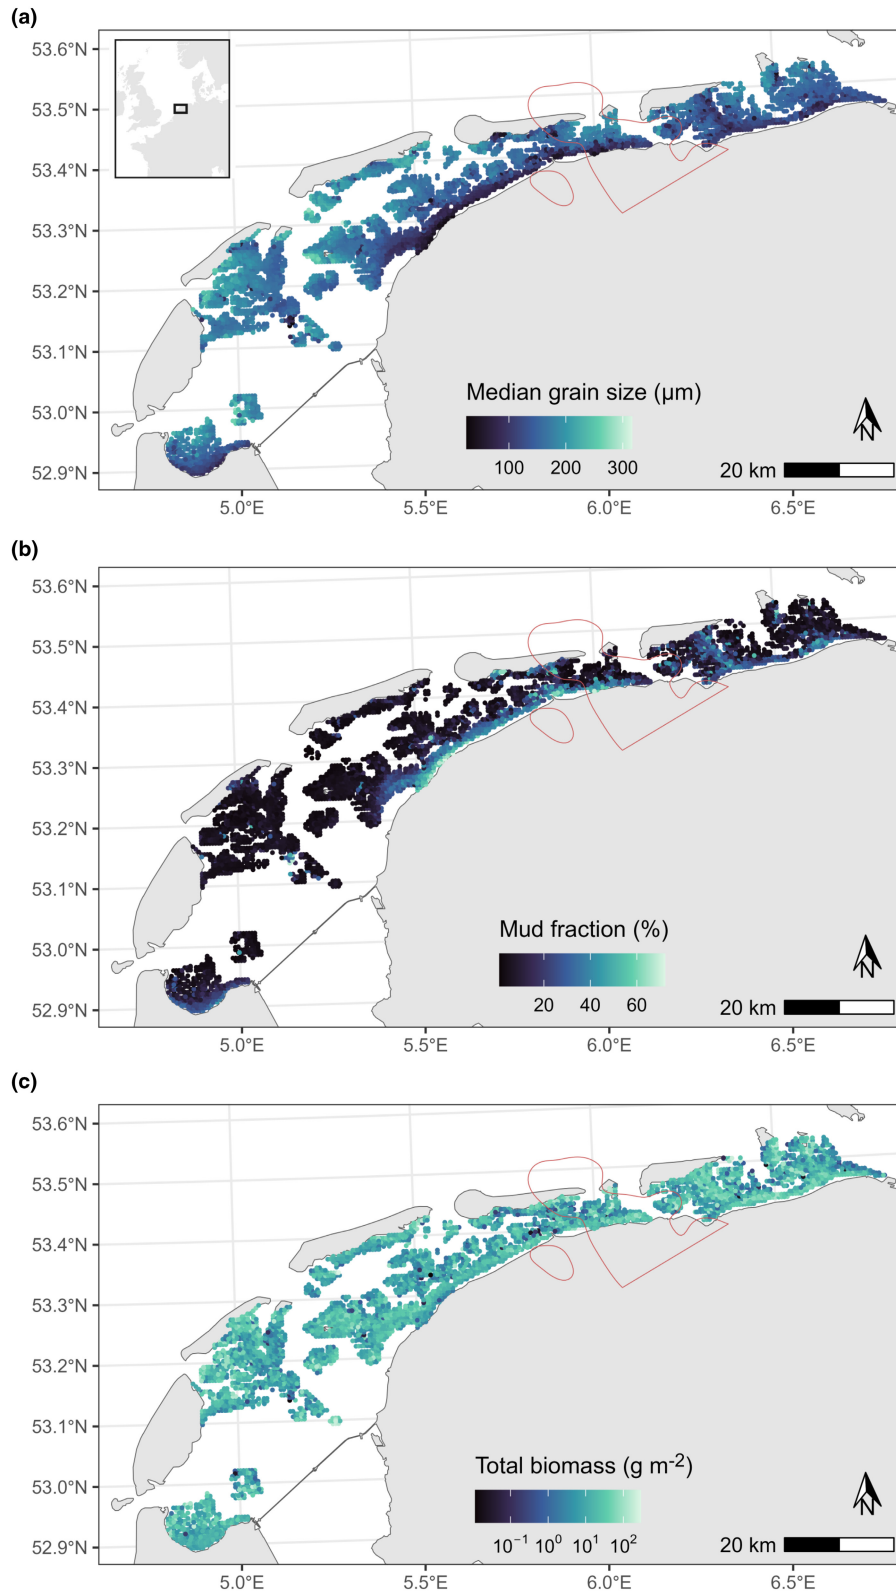 (a)
53.6°N
53.5°N
53.4°N
53.3°N
53.2°N
53.1°N
53.0°N
52.9°N
Median grain size (µm)
100 200 300
N
20 km
5.0°E 5.5°E 6.0°E 6.5°E
(b)
53.6°N
53.5°N
53.4°N
53.3°N
53.2°N
53.1°N
53.0°N
52.9°N
Mud fraction (%)
20 40 60
N
20 km
5.0°E 5.5°E 6.0°E 6.5°E
(c)
53.6°N
53.5°N
53.4°N
53.3°N
53.2°N
53.1°N
53.0°N
52.9°N
Total biomass (g m⁻²)
10⁻¹ 10⁰ 10¹ 10²
N
20 km
5.0°E 5.5°E 6.0°E 6.5°E